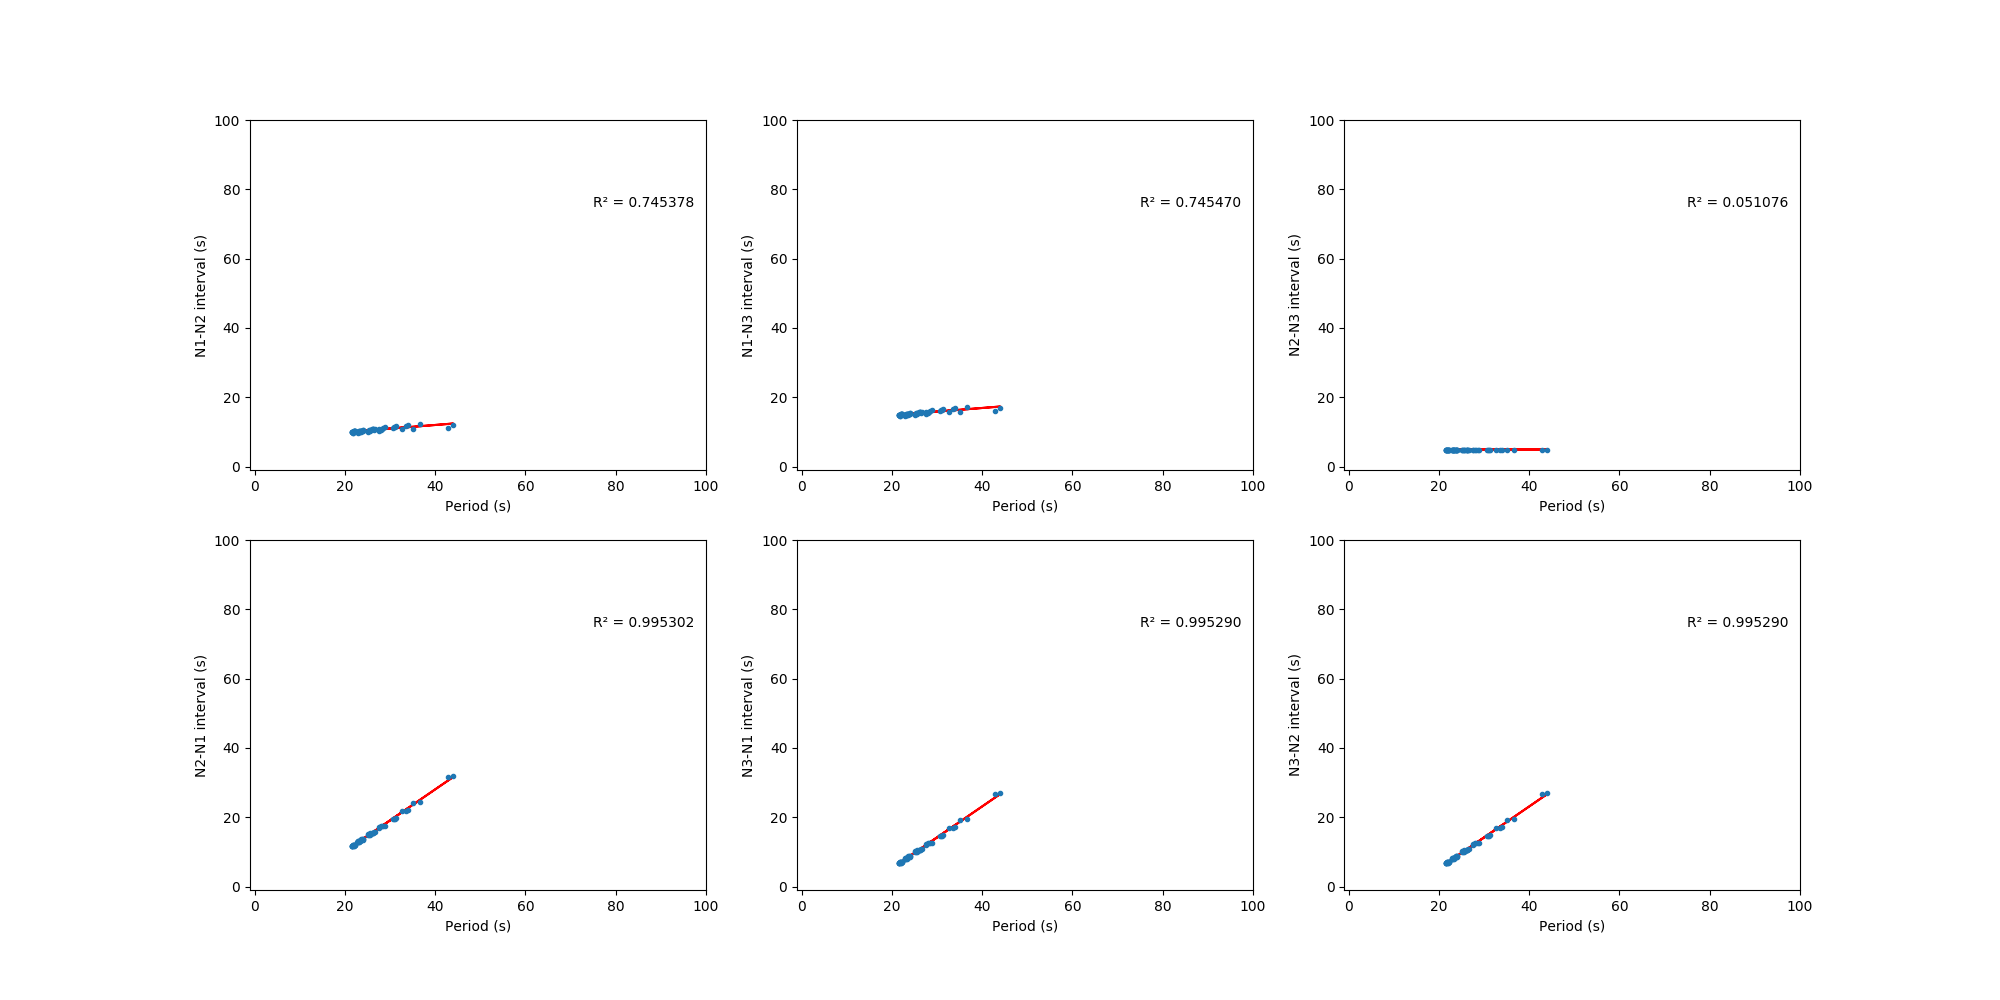 100
80
60
40
20
0
N1-N2 interval (s)
R² = 0.745378
0 20 40 60 80 100
Period (s)
100
80
60
40
20
0
N1-N3 interval (s)
R² = 0.745470
0 20 40 60 80 100
Period (s)
100
80
60
40
20
0
N2-N3 interval (s)
R² = 0.051076
0 20 40 60 80 100
Period (s)
100
80
60
40
20
0
N2-N1 interval (s)
R² = 0.995302
0 20 40 60 80 100
Period (s)
100
80
60
40
20
0
N3-N1 interval (s)
R² = 0.995290
0 20 40 60 80 100
Period (s)
100
80
60
40
20
0
N3-N2 interval (s)
R² = 0.995290
0 20 40 60 80 100
Period (s)